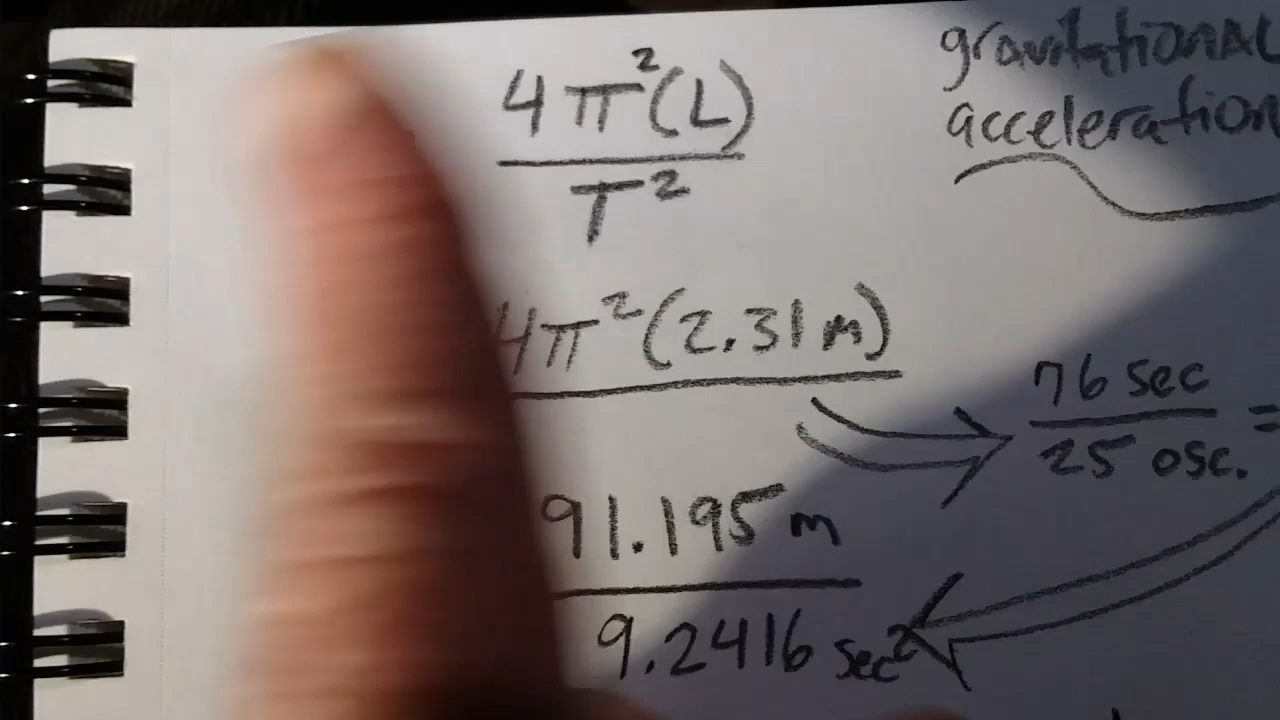 gravitational
acceleration
4π²(L)
T²
4π²(2.31m)
76 sec
25 osc.
=
91.195 m
9.2416 sec²